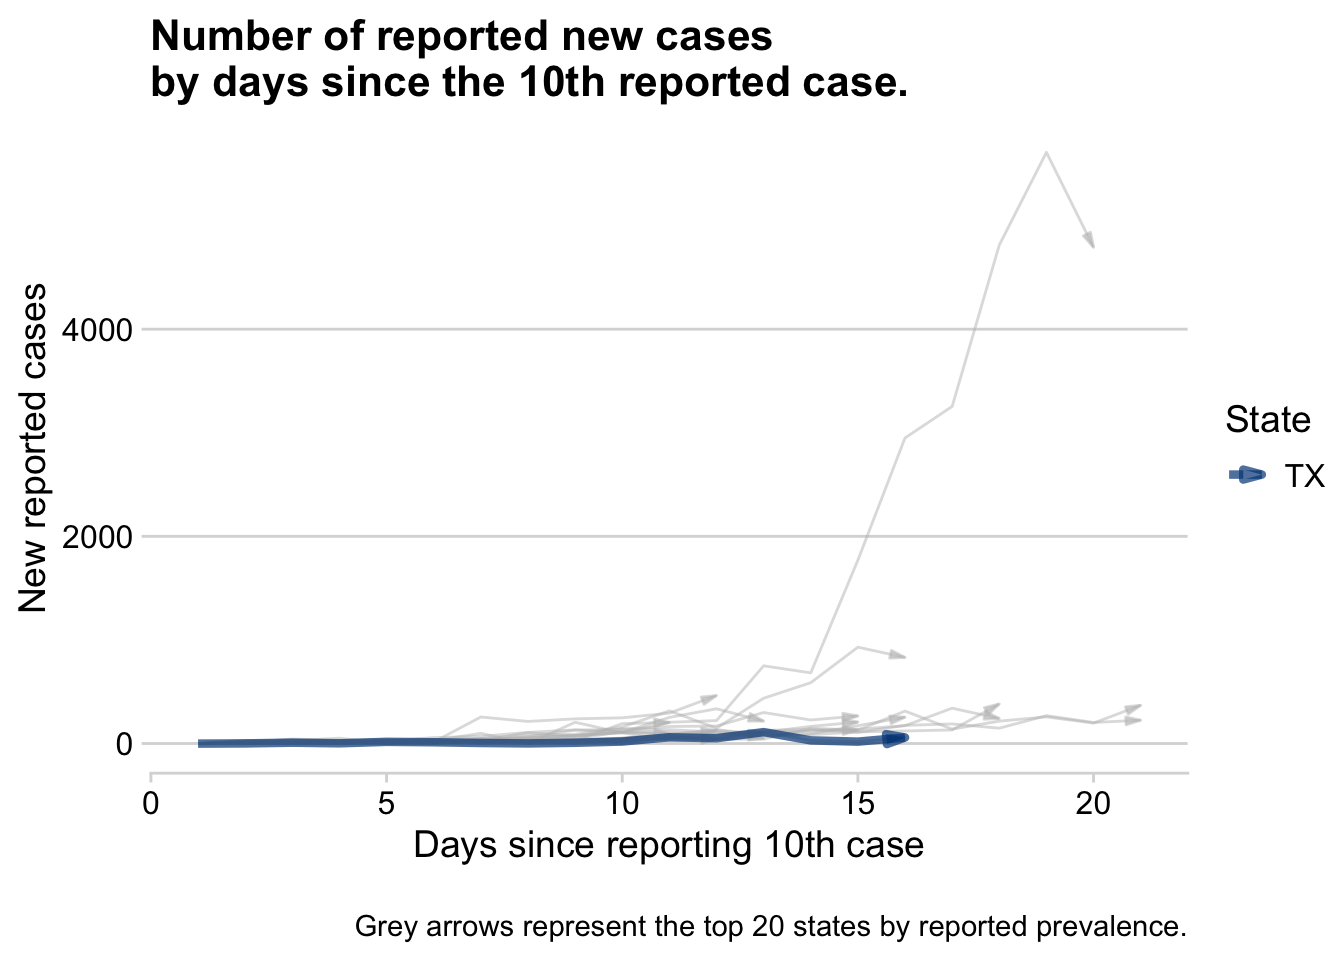 Number of reported new cases
by days since the 10th reported case.
New reported cases
4000
2000
0
0 5 10 15 20
Days since reporting 10th case
State
TX
Grey arrows represent the top 20 states by reported prevalence.